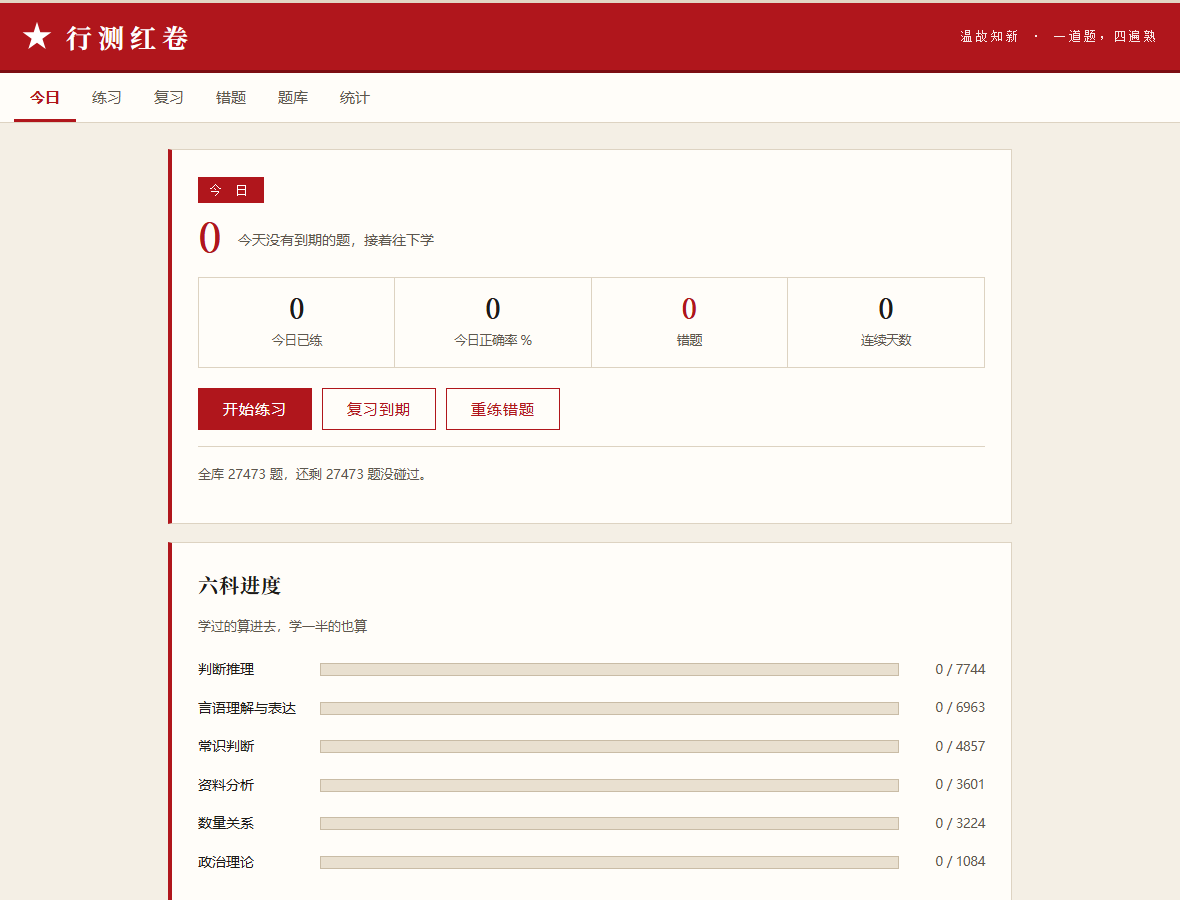 ★ 行测红卷
温故知新 · 一道题，四遍熟
今日 练习 复习 错题 题库 统计
今 日
0 今天没有到期的题，接着往下学
0 0 0 0
今日已练 今日正确率 % 错题 连续天数
开始练习 复习到期 重练错题
全库 27473 题，还剩 27473 题没碰过。
六科进度
学过的算进去，学一半的也算
判断推理 0 / 7744
言语理解与表达 0 / 6963
常识判断 0 / 4857
资料分析 0 / 3601
数量关系 0 / 3224
政治理论 0 / 1084